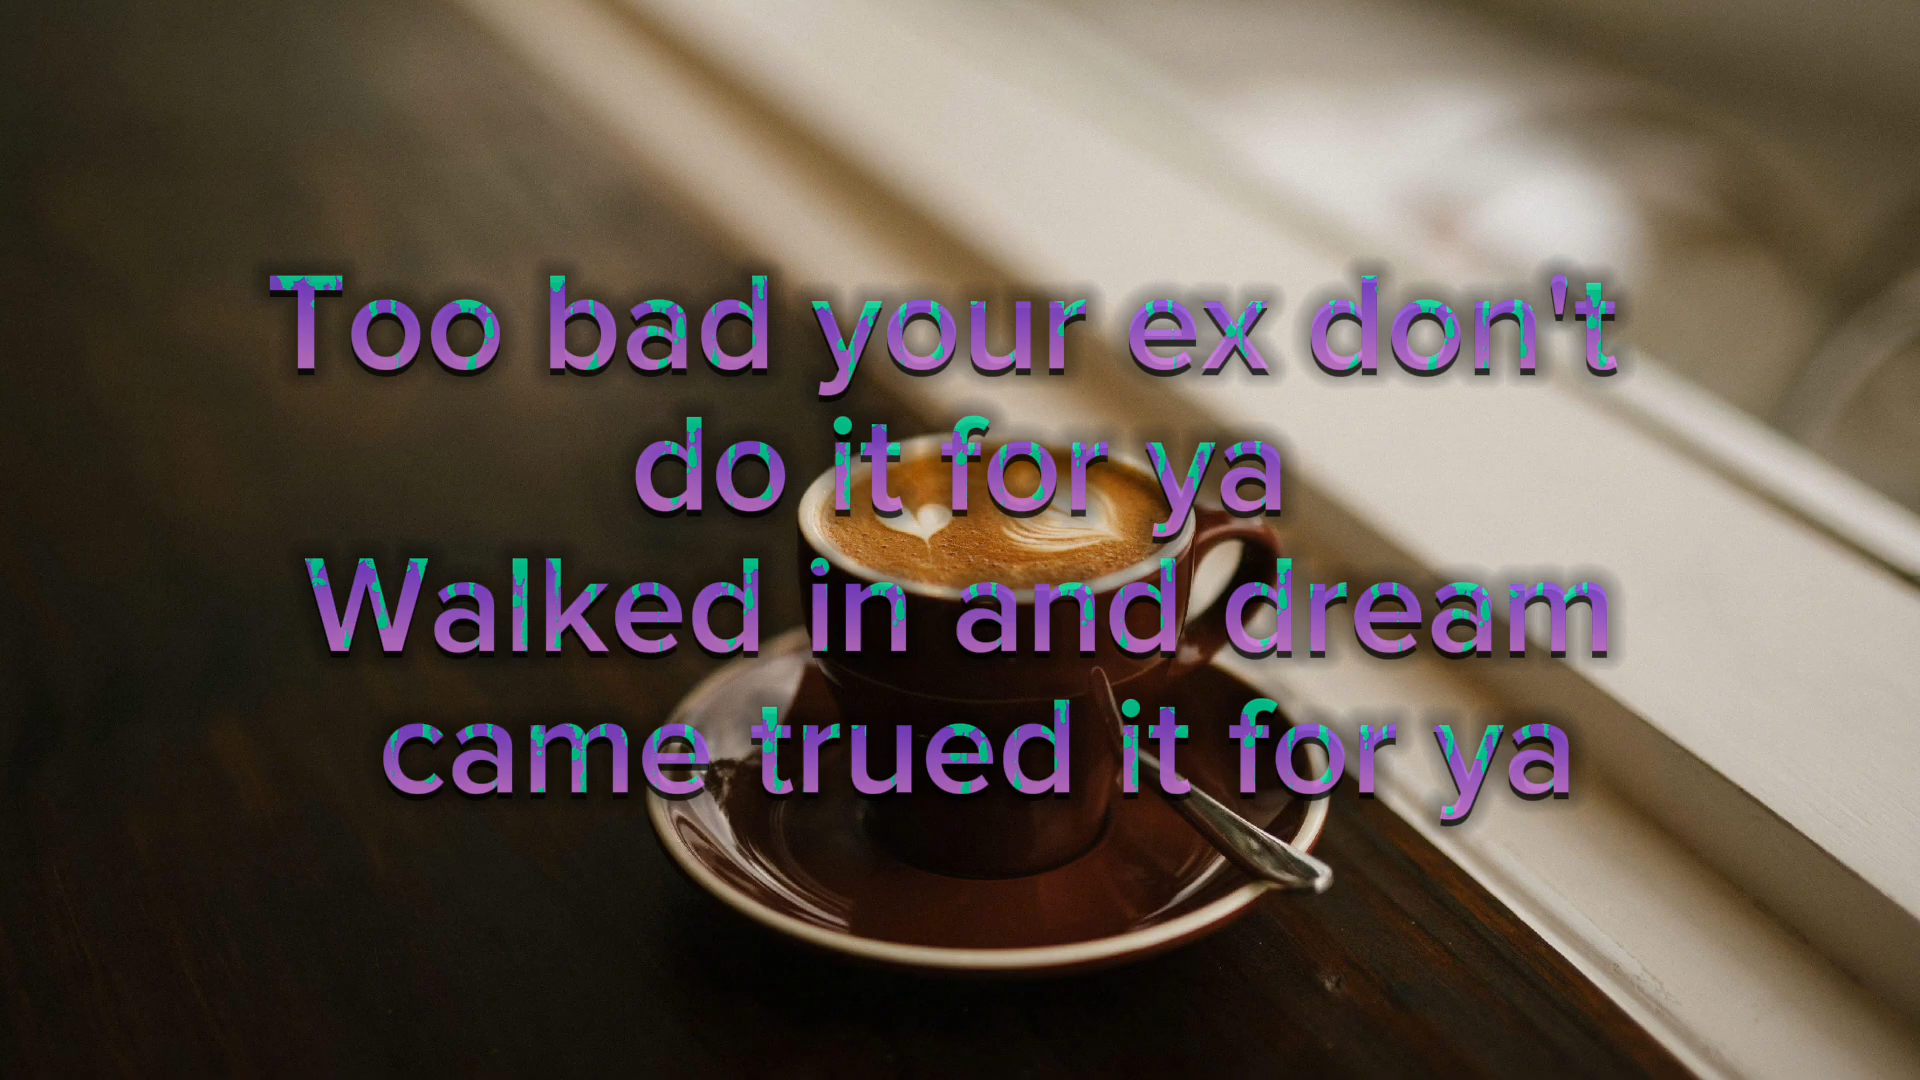 Too bad your ex don't
do it for ya
Walked in and dream
came trued it for ya